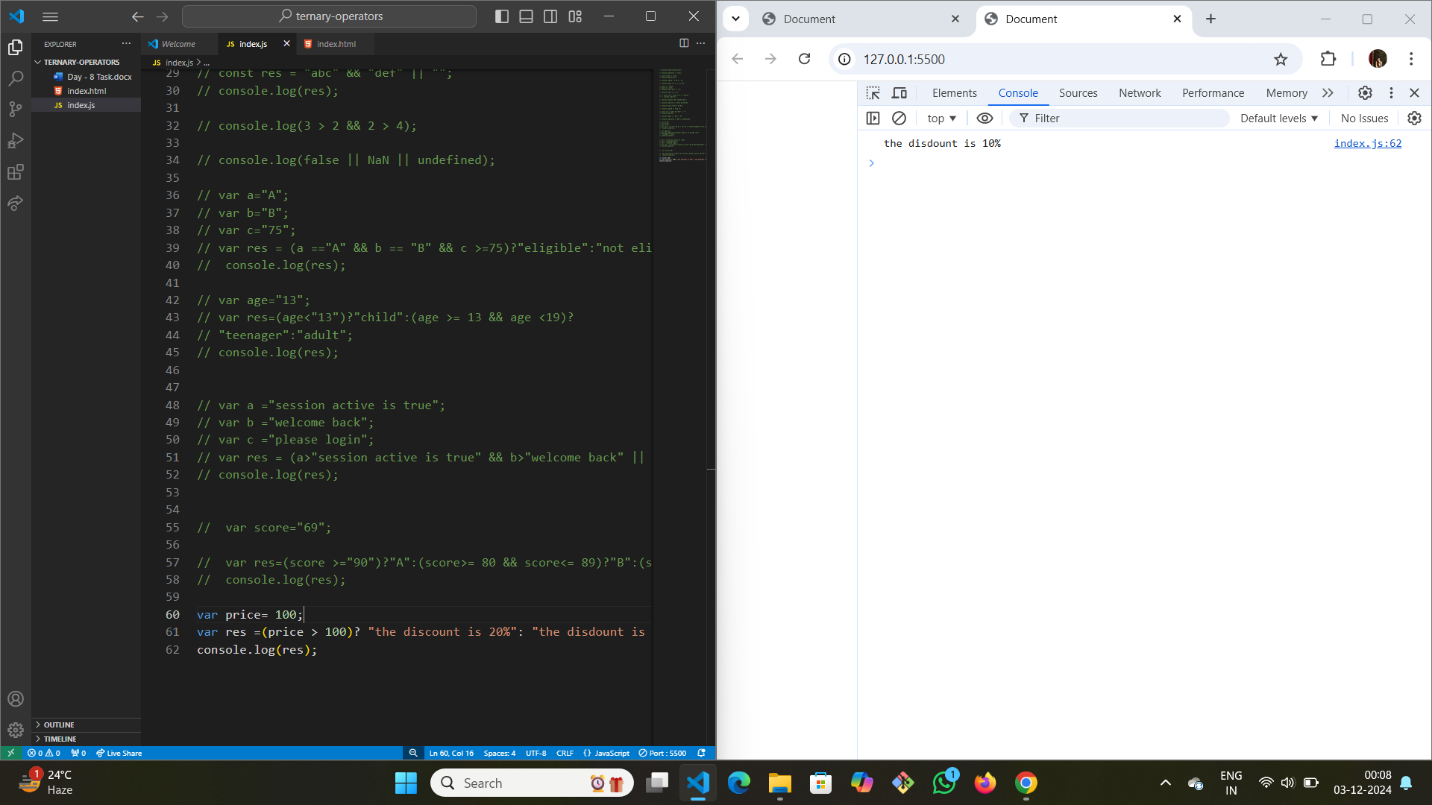 ternary-operators
EXPLORER
TERNARY-OPERATORS
Day - 8 Task.docx
index.html
JS index.js
OUTLINE
TIMELINE
Welcome
JS index.js
index.html
JS index.js > ...
29 // const res = "abc" && "def" || "";
30 // console.log(res);
31
32 // console.log(3 > 2 && 2 > 4);
33
34 // console.log(false || NaN || undefined);
35
36 // var a="A";
37 // var b="B";
38 // var c="75";
39 // var res = (a =="A" && b == "B" && c >=75)?"eligible":"not eli
40 //  console.log(res);
41
42 // var age="13";
43 // var res=(age<"13")?"child":(age >= 13 && age <19)?
44 // "teenager":"adult";
45 // console.log(res);
46
47
48 // var a ="session active is true";
49 // var b ="welcome back";
50 // var c ="please login";
51 // var res = (a>"session active is true" && b>"welcome back" ||
52 // console.log(res);
53
54
55 //  var score="69";
56
57 //  var res=(score >="90")?"A":(score>= 80 && score<= 89)?"B":(s
58 //  console.log(res);
59
60 var price= 100;
61 var res =(price > 100)? "the discount is 20%": "the disdount is
62 console.log(res);
0 0 0 Live Share
Ln 60, Col 16 Spaces: 4 UTF-8 CRLF {} JavaScript Port : 5500
Document
Document
127.0.0.1:5500
Elements Console Sources Network Performance Memory
top Filter Default levels No Issues
the disdount is 10% index.js:62
1
24°C
Haze
Search
1
ENG
IN
00:08
03-12-2024